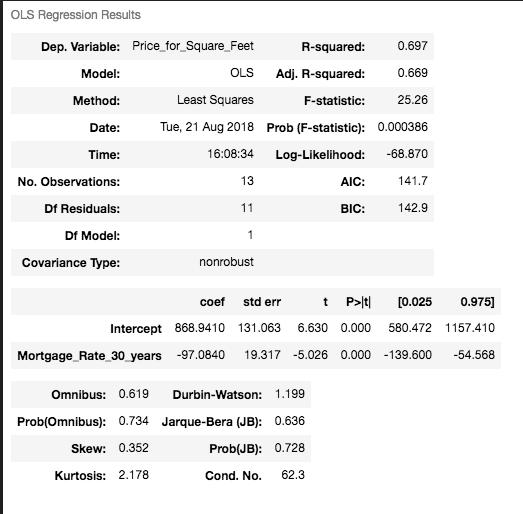 OLS Regression Results
Dep. Variable: Price_for_Square_Feet R-squared: 0.697
Model: OLS Adj. R-squared: 0.669
Method: Least Squares F-statistic: 25.26
Date: Tue, 21 Aug 2018 Prob (F-statistic): 0.000386
Time: 16:08:34 Log-Likelihood: -68.870
No. Observations: 13 AIC: 141.7
Df Residuals: 11 BIC: 142.9
Df Model: 1
Covariance Type: nonrobust
coef std err t P>|t| [0.025 0.975]
Intercept 868.9410 131.063 6.630 0.000 580.472 1157.410
Mortgage_Rate_30_years -97.0840 19.317 -5.026 0.000 -139.600 -54.568
Omnibus: 0.619 Durbin-Watson: 1.199
Prob(Omnibus): 0.734 Jarque-Bera (JB): 0.636
Skew: 0.352 Prob(JB): 0.728
Kurtosis: 2.178 Cond. No. 62.3